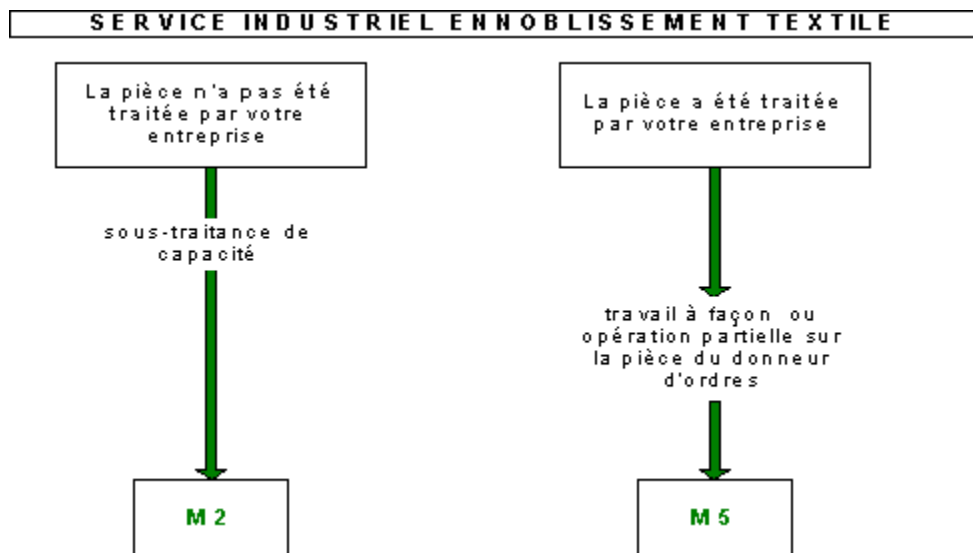 SERVICE INDUSTRIEL ENNOBLISSEMENT TEXTILE
La pièce n'a pas été
traitée par votre
entreprise
La pièce a été traitée
par votre entreprise
sous-traitance de
capacité
travail à façon ou
opération partielle sur
la pièce du donneur
d'ordres
M 2
M 5